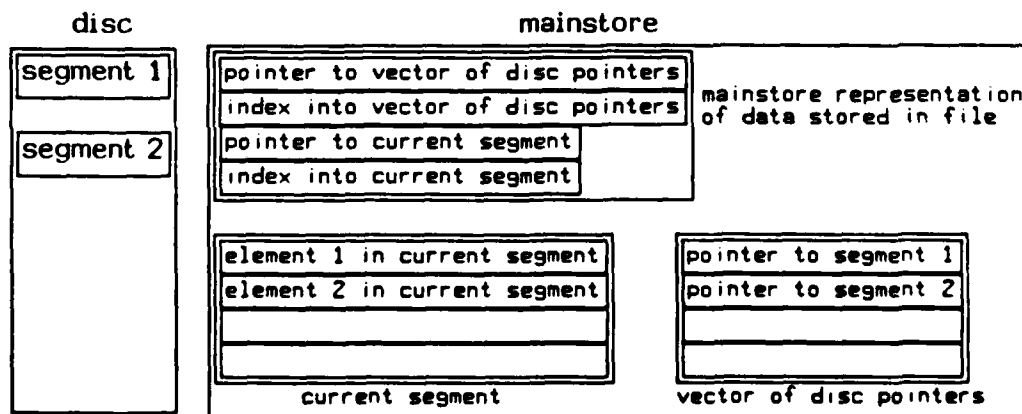 disc
mainstore
segment 1
segment 2
pointer to vector of disc pointers
index into vector of disc pointers
pointer to current segment
index into current segment
mainstore representation
of data stored in file
element 1 in current segment
element 2 in current segment
current segment
pointer to segment 1
pointer to segment 2
vector of disc pointers